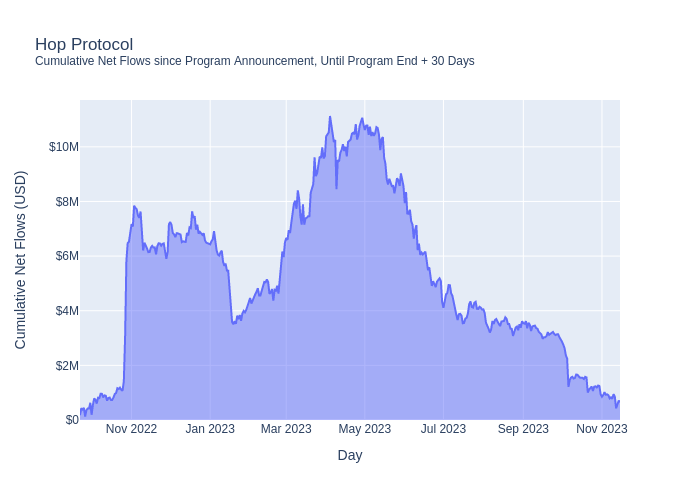 Hop Protocol
Cumulative Net Flows since Program Announcement, Until Program End + 30 Days
Cumulative Net Flows (USD)
$10M
$8M
$6M
$4M
$2M
$0
Nov 2022 Jan 2023 Mar 2023 May 2023 Jul 2023 Sep 2023 Nov 2023
Day